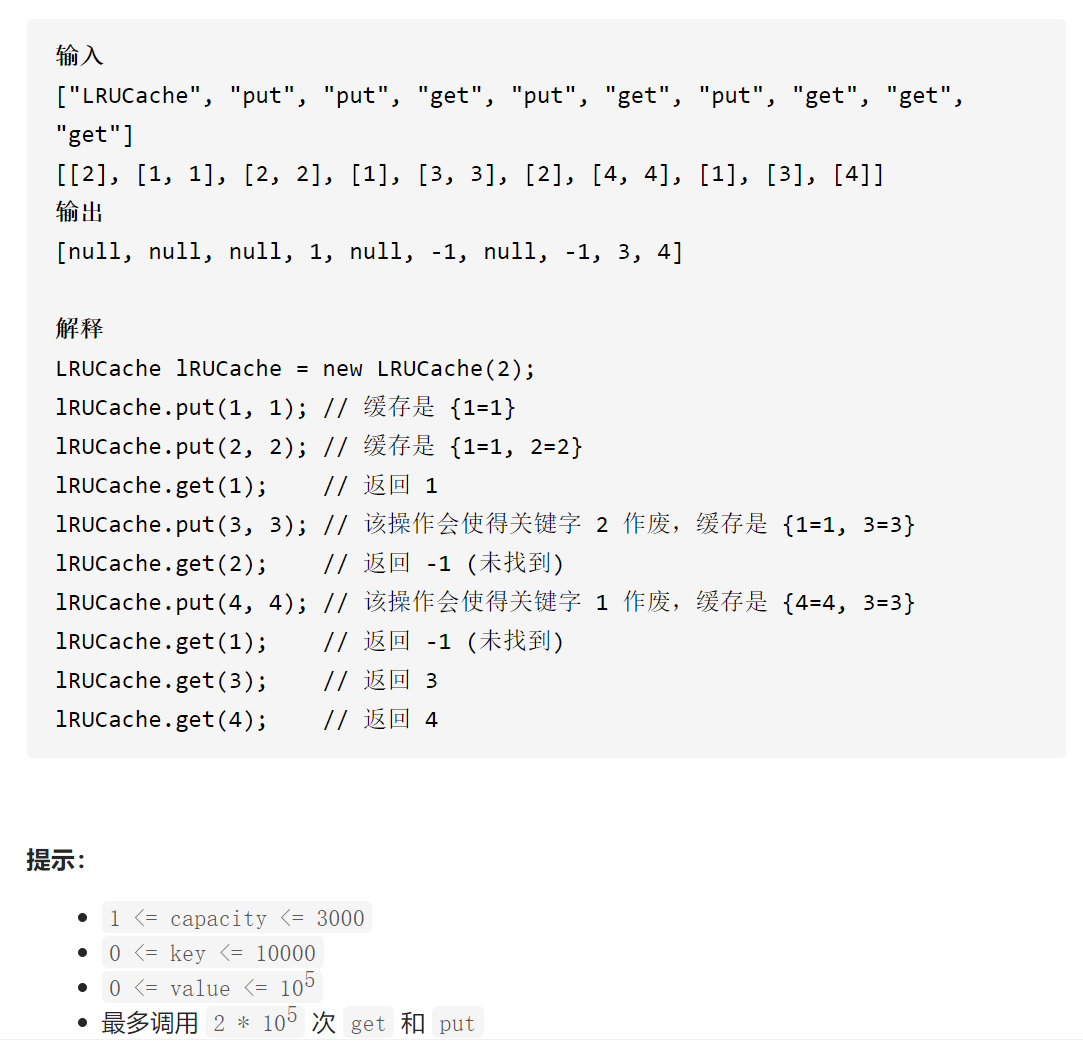 输入
["LRUCache", "put", "put", "get", "put", "get", "put", "get", "get",
"get"]
[[2], [1, 1], [2, 2], [1], [3, 3], [2], [4, 4], [1], [3], [4]]
输出
[null, null, null, 1, null, -1, null, -1, 3, 4]
解释
LRUCache lRUCache = new LRUCache(2);
lRUCache.put(1, 1); // 缓存是 {1=1}
lRUCache.put(2, 2); // 缓存是 {1=1, 2=2}
lRUCache.get(1);    // 返回 1
lRUCache.put(3, 3); // 该操作会使得关键字 2 作废，缓存是 {1=1, 3=3}
lRUCache.get(2);    // 返回 -1 (未找到)
lRUCache.put(4, 4); // 该操作会使得关键字 1 作废，缓存是 {4=4, 3=3}
lRUCache.get(1);    // 返回 -1 (未找到)
lRUCache.get(3);    // 返回 3
lRUCache.get(4);    // 返回 4
提示：
• 1 <= capacity <= 3000
• 0 <= key <= 10000
• 0 <= value <= 10⁵
• 最多调用 2 * 10⁵ 次 get 和 put